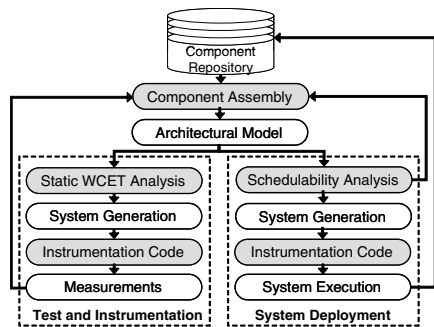 Component
Repository
Component Assembly
Architectural Model
Static WCET Analysis
System Generation
Instrumentation Code
Measurements
Test and Instrumentation
Schedulability Analysis
System Generation
Instrumentation Code
System Execution
System Deployment